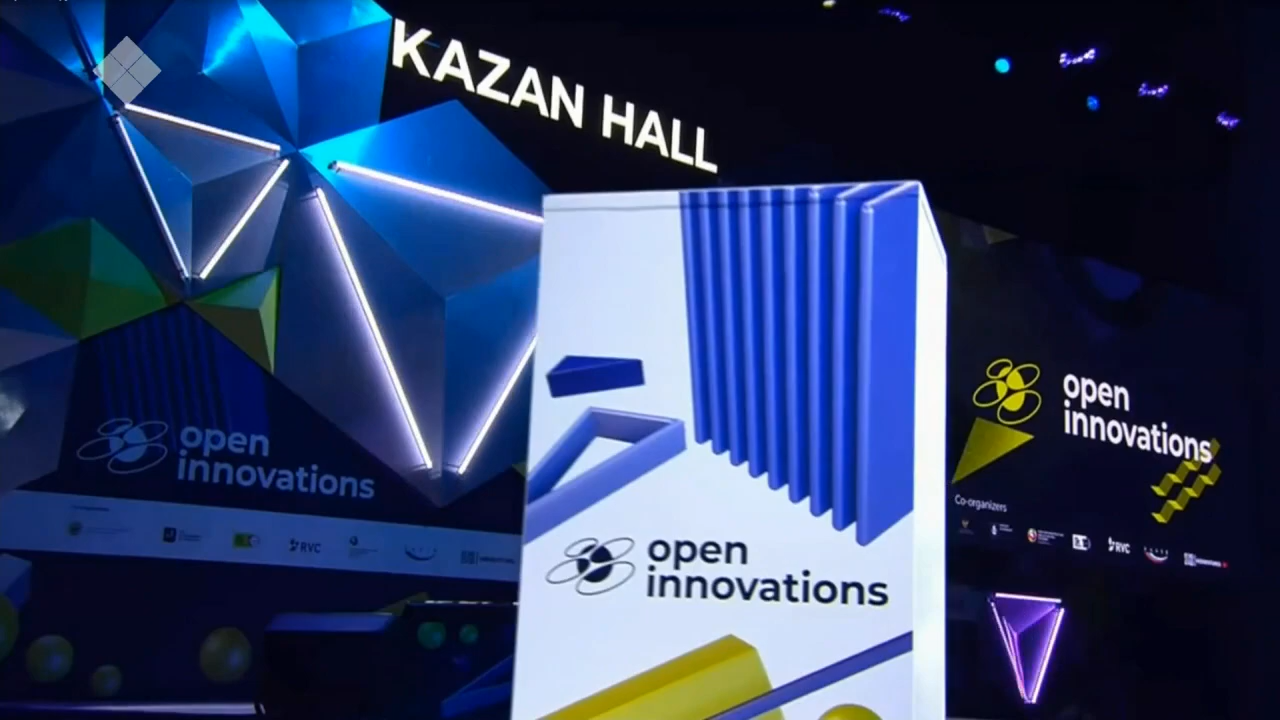 KAZAN HALL
open
innovations
open
innovations
open
innovations
Co-organizers
RVC
RVC